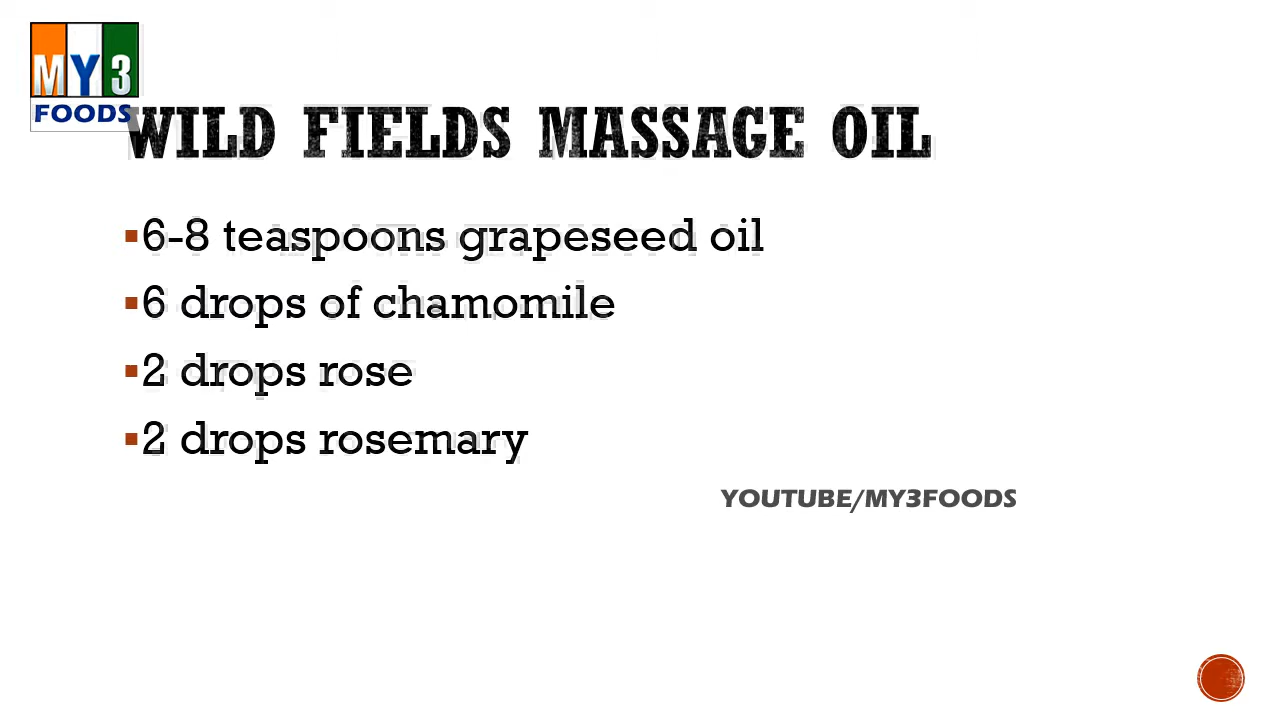 MY3
FOODS
WILD FIELDS MASSAGE OIL
6-8 teaspoons grapeseed oil
6 drops of chamomile
2 drops rose
2 drops rosemary
YOUTUBE/MY3FOODS